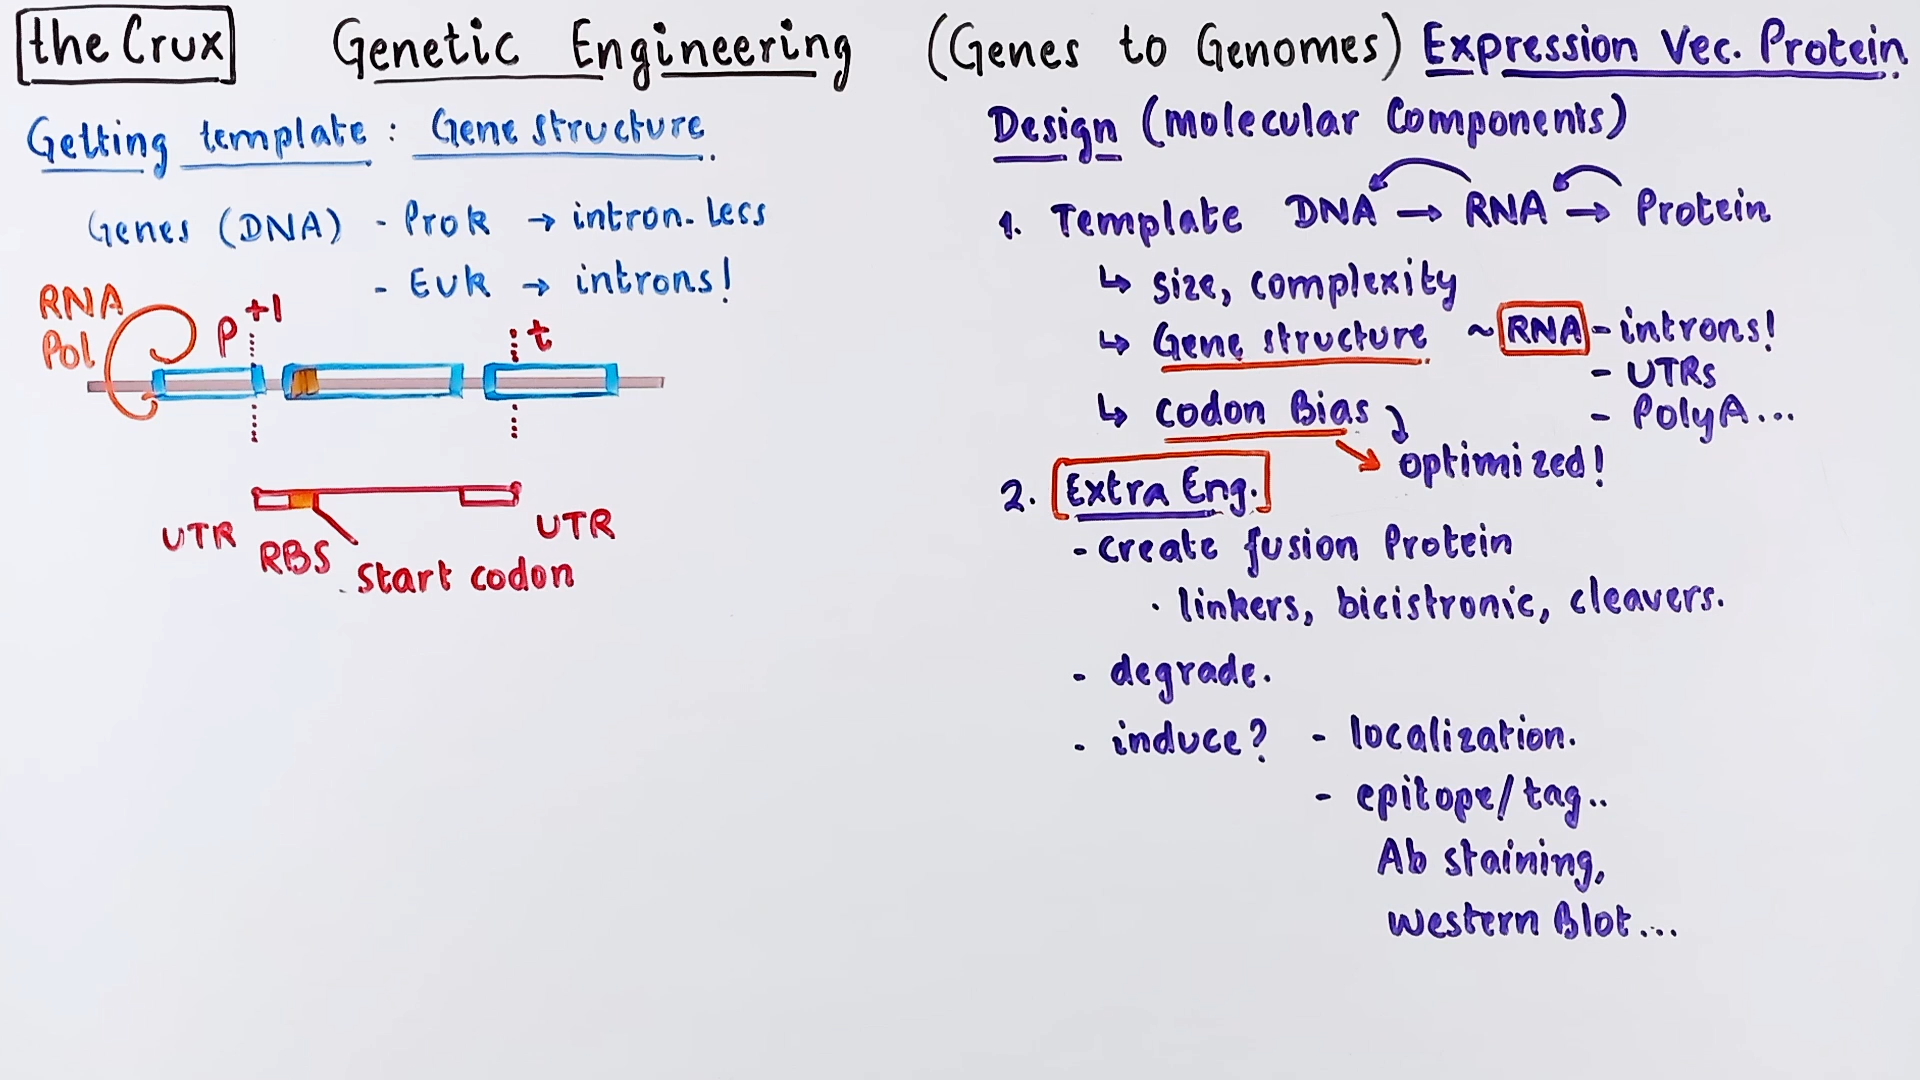 the Crux
Genetic Engineering (Genes to Genomes) Expression Vec. Protein
Getting template : Gene structure
Genes (DNA) - Prok → intron-less
- Euk → introns!
RNA
Pol
P +1
t
UTR
RBS
start codon
UTR
Design (molecular components)
1. Template DNA → RNA → Protein
↳ size, complexity
↳ Gene structure ~ RNA - introns!
- UTRs
- PolyA...
↳ codon Bias
optimized!
2. Extra Eng.
- create fusion Protein
· linkers, bicistronic, cleavers.
- degrade.
- induce? - localization.
- epitope/tag..
Ab staining,
western Blot...